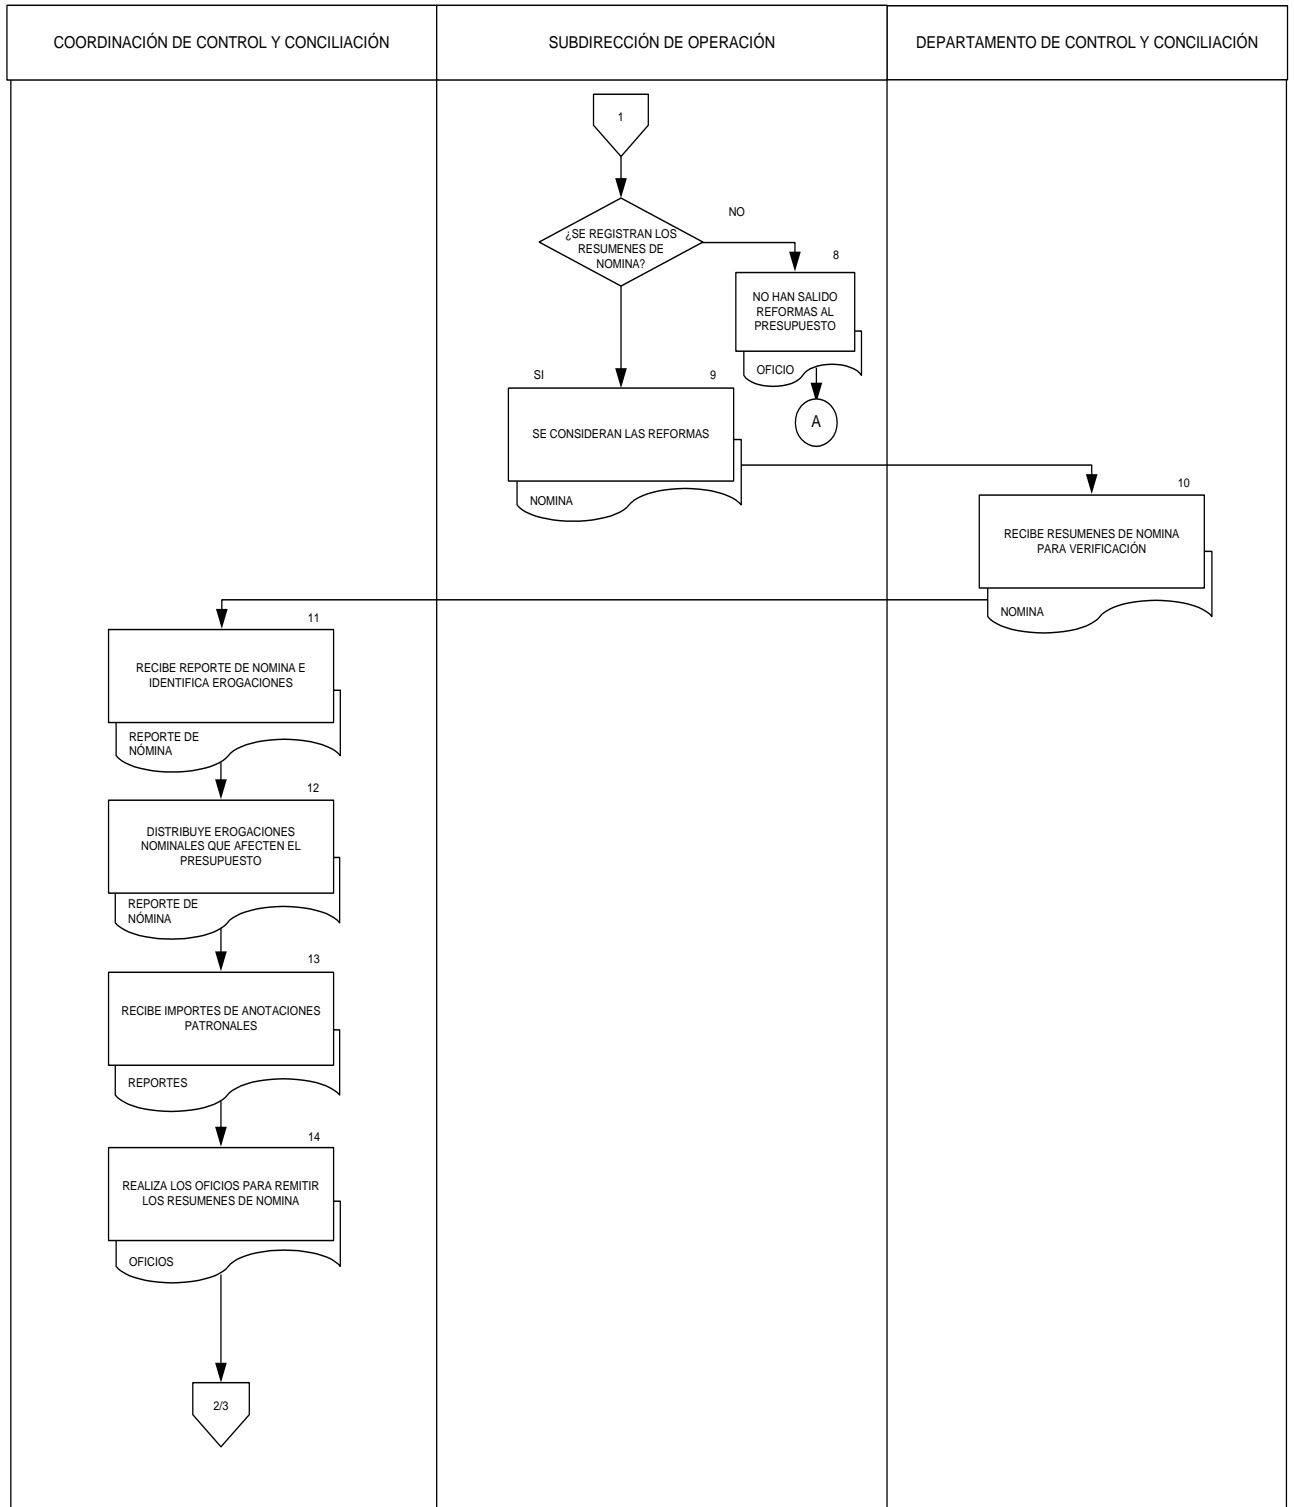 COORDINACIÓN DE CONTROL Y CONCILIACIÓN
SUBDIRECCIÓN DE OPERACIÓN
DEPARTAMENTO DE CONTROL Y CONCILIACIÓN
1
¿SE REGISTRAN LOS
RESUMENES DE
NOMINA?
NO
8
NO HAN SALIDO
REFORMAS AL
PRESUPUESTO
OFICIO
A
SI
9
SE CONSIDERAN LAS REFORMAS
NOMINA
10
RECIBE RESUMENES DE NOMINA
PARA VERIFICACIÓN
NOMINA
11
RECIBE REPORTE DE NOMINA E
IDENTIFICA EROGACIONES
REPORTE DE
NÓMINA
12
DISTRIBUYE EROGACIONES
NOMINALES QUE AFECTEN EL
PRESUPUESTO
REPORTE DE
NÓMINA
13
RECIBE IMPORTES DE ANOTACIONES
PATRONALES
REPORTES
14
REALIZA LOS OFICIOS PARA REMITIR
LOS RESUMENES DE NOMINA
OFICIOS
2/3